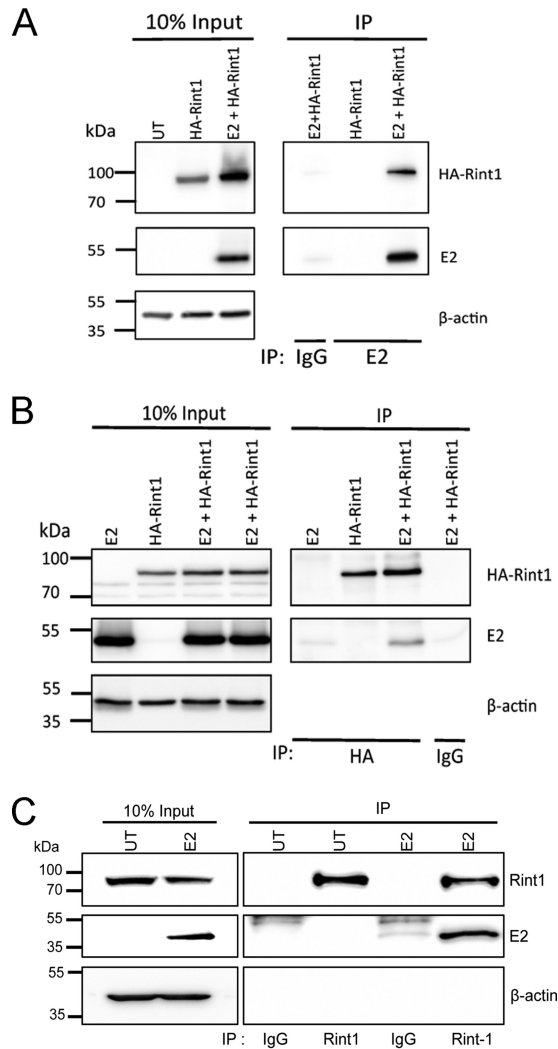 A
10% Input IP
UT HA-Rint1 E2 + HA-Rint1 E2+HA-Rint1 HA-Rint1 E2 + HA-Rint1
kDa
100
70
HA-Rint1
55
E2
55
35
β-actin
IP: IgG E2
B
10% Input IP
E2 HA-Rint1 E2 + HA-Rint1 E2 + HA-Rint1 E2 HA-Rint1 E2 + HA-Rint1 E2 + HA-Rint1
kDa
100
70
HA-Rint1
55
E2
55
35
β-actin
IP: HA IgG
C
10% Input IP
UT E2 UT UT E2 E2
kDa
100
70
Rint1
55
35
E2
55
35
β-actin
IP : IgG Rint1 IgG Rint-1